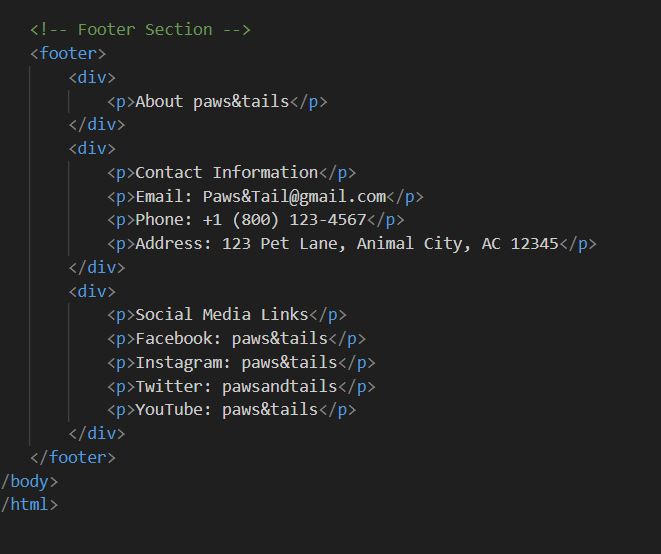 <!-- Footer Section -->
<footer>
<div>
<p>About paws&tails</p>
</div>
<div>
<p>Contact Information</p>
<p>Email: Paws&Tail@gmail.com</p>
<p>Phone: +1 (800) 123-4567</p>
<p>Address: 123 Pet Lane, Animal City, AC 12345</p>
</div>
<div>
<p>Social Media Links</p>
<p>Facebook: paws&tails</p>
<p>Instagram: paws&tails</p>
<p>Twitter: pawsandtails</p>
<p>YouTube: paws&tails</p>
</div>
</footer>
/body>
/html>